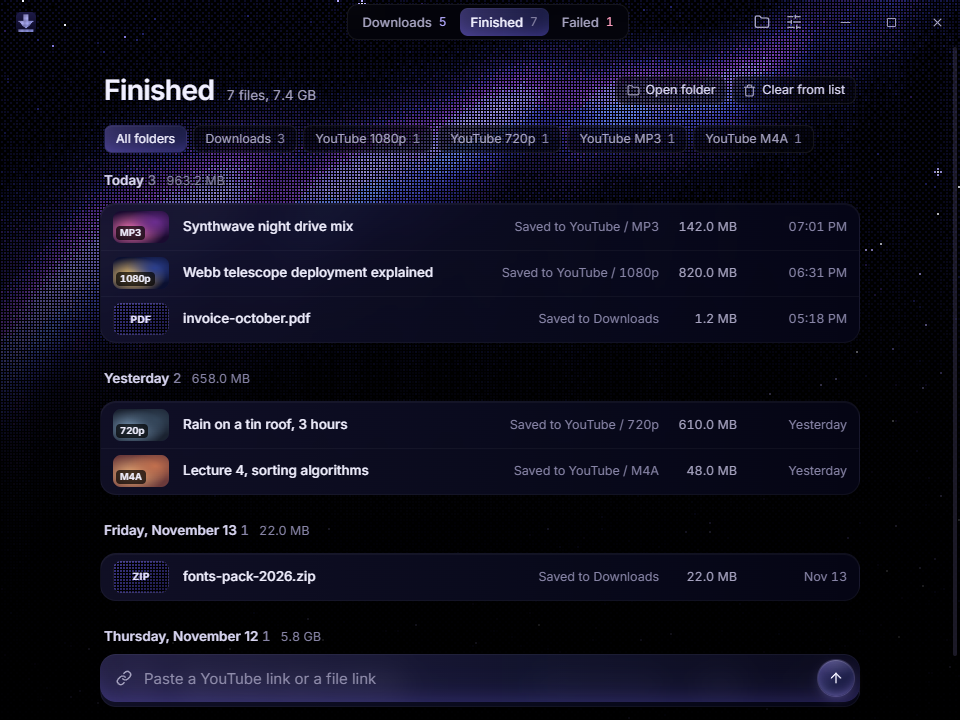 Downloads 5 Finished 7 Failed 1
Finished 7 files, 7.4 GB Open folder Clear from list
All folders Downloads 3 YouTube 1080p 1 YouTube 720p 1 YouTube MP3 1 YouTube M4A 1
Today 3 963.2 MB
MP3 Synthwave night drive mix Saved to YouTube / MP3 142.0 MB 07:01 PM
1080p Webb telescope deployment explained Saved to YouTube / 1080p 820.0 MB 06:31 PM
PDF invoice-october.pdf Saved to Downloads 1.2 MB 05:18 PM
Yesterday 2 658.0 MB
720p Rain on a tin roof, 3 hours Saved to YouTube / 720p 610.0 MB Yesterday
M4A Lecture 4, sorting algorithms Saved to YouTube / M4A 48.0 MB Yesterday
Friday, November 13 1 22.0 MB
ZIP fonts-pack-2026.zip Saved to Downloads 22.0 MB Nov 13
Thursday, November 12 1 5.8 GB
Paste a YouTube link or a file link